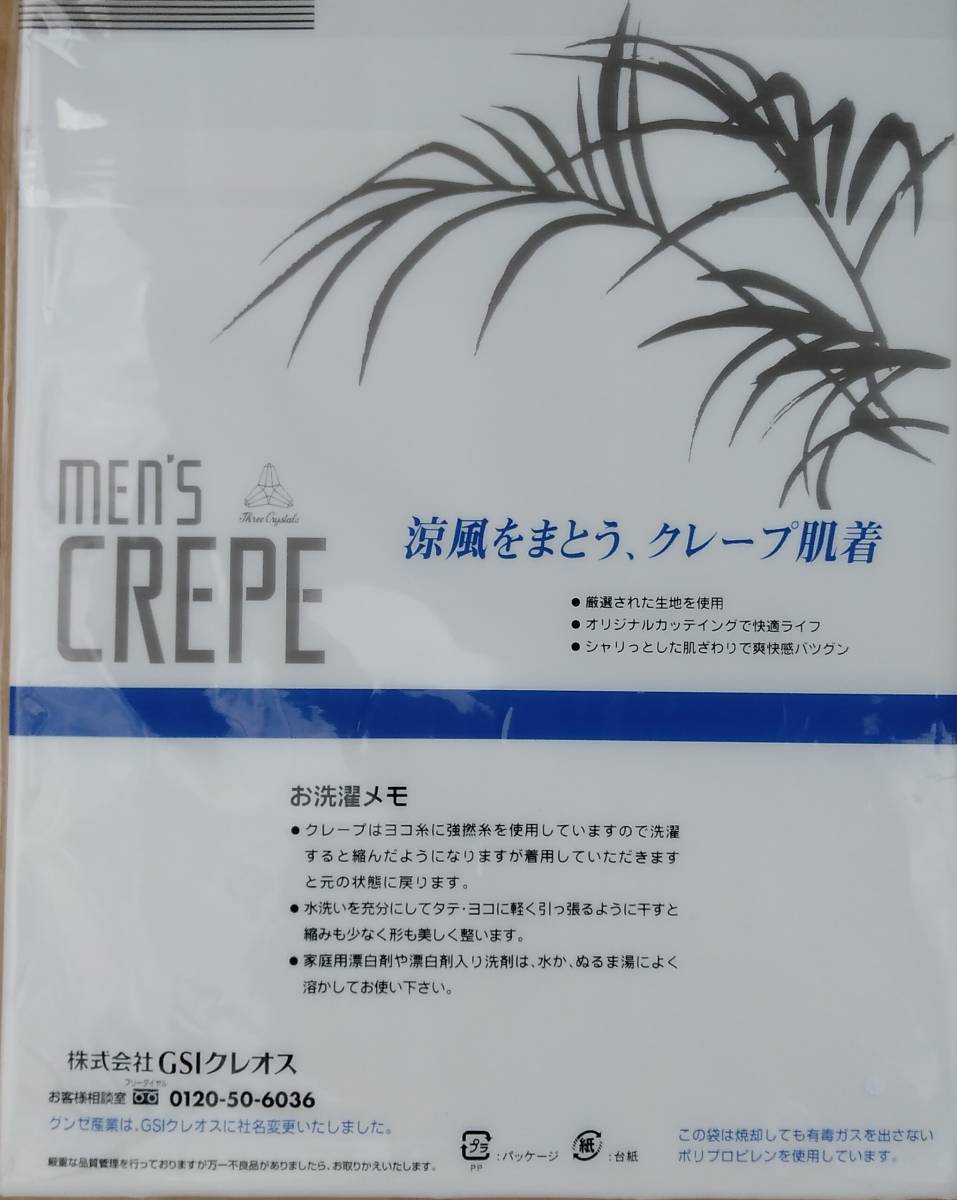 MEN'S
Three Crystals
CREPE
涼風をまとう、クレープ肌着
● 厳選された生地を使用
● オリジナルカッテイングで快適ライフ
● シャリっとした肌ざわりで爽快感バツグン
お洗濯メモ
● クレープはヨコ糸に強撚糸を使用していますので洗濯
すると縮んだようになりますが着用していただきます
と元の状態に戻ります。
● 水洗いを充分にしてタテ・ヨコに軽く引っ張るように干すと
縮みも少なく形も美しく整います。
● 家庭用漂白剤や漂白剤入り洗剤は、水か、ぬるま湯によく
溶かしてお使い下さい。
株式会社 GSIクレオス
フリーダイヤル
お客様相談室 0120-50-6036
グンゼ産業は、GSIクレオスに社名変更いたしました。
厳重な品質管理を行っておりますが万一不良品がありましたら、お取りかえいたします。
プラ :パッケージ 紙 :台紙
PP
この袋は焼却しても有毒ガスを出さない
ポリプロピレンを使用しています。